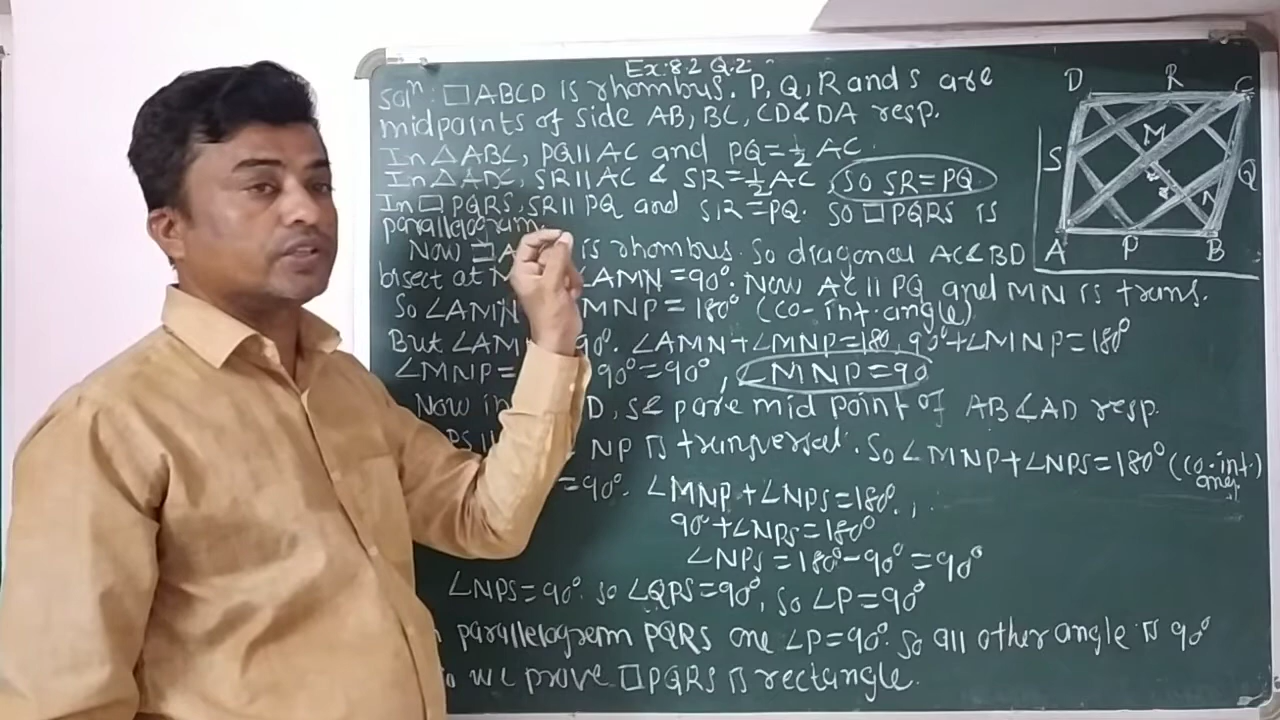 Ex: 8.2 Q.2
Solⁿ: □ABCD is rhombus. P, Q, R and S are
midpoints of side AB, BC, CD & DA resp.
In △ABC, PQ || AC and PQ = ½ AC.
In △ADC, SR || AC & SR = ½ AC, So SR = PQ
In □PQRS, SR || PQ and SR = PQ. So □PQRS is
parallelogram.
Now □A is rhombus. So diagonal AC & BD
bisect at M ∠AMN = 90°. Now AC || PQ and MN is trans.
So ∠AMN MNP = 180° (co-int. angle)
But ∠AM 90°. ∠AMN + ∠MNP = 180, 90° + ∠MNP = 180°
∠MNP = 90° = 90°, ∠MNP = 90
Now in D, S & P are mid point of AB & AD resp.
PS || NP is transversal. So ∠MNP + ∠NPS = 180° (co-int. angle)
= 90°. ∠MNP + ∠NPS = 180°,
90° + ∠NPS = 180°
∠NPS = 180° - 90° = 90°
∠NPS = 90°. So ∠QPS = 90°, So ∠P = 90°
parallelogram PQRS one ∠P = 90°. So all other angle is 90°
So we prove □PQRS is rectangle.
D R C
M
S Q
N
A P B